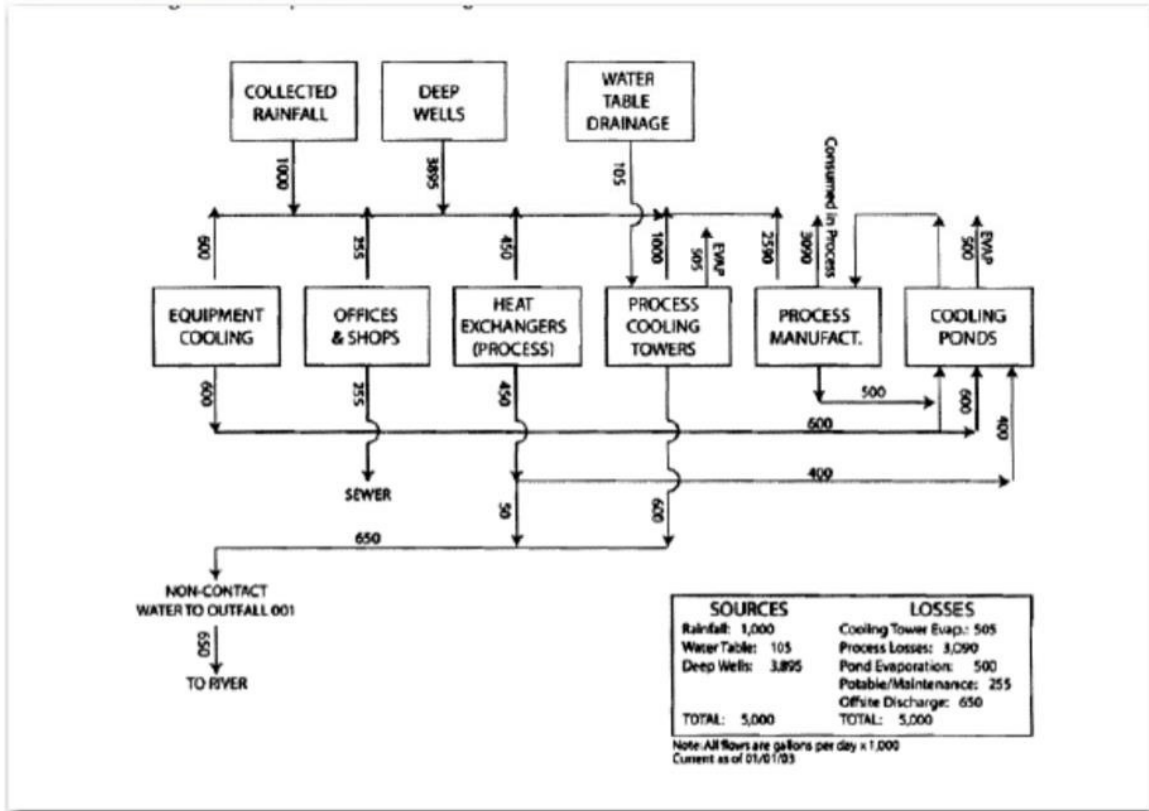 COLLECTED
RAINFALL
DEEP
WELLS
WATER
TABLE
DRAINAGE
1000
3895
105
Consumed in Process
600
255
450
1000
505
EVAP
2590
3090
500
EVAP
EQUIPMENT
COOLING
OFFICES
& SHOPS
HEAT
EXCHANGERS
(PROCESS)
PROCESS
COOLING
TOWERS
PROCESS
MANUFACT.
COOLING
PONDS
600
255
450
500
600
600
400
400
SEWER
50
600
650
NON-CONTACT
WATER TO OUTFALL 001
650
TO RIVER
SOURCES
Rainfall: 1,000
Water Table: 105
Deep Wells: 3,895
TOTAL: 5,000
LOSSES
Cooling Tower Evap.: 505
Process Losses: 3,090
Pond Evaporation: 500
Potable/Maintenance: 255
Offsite Discharge: 650
TOTAL: 5,000
Note: All flows are gallons per day x 1,000
Current as of 01/01/03